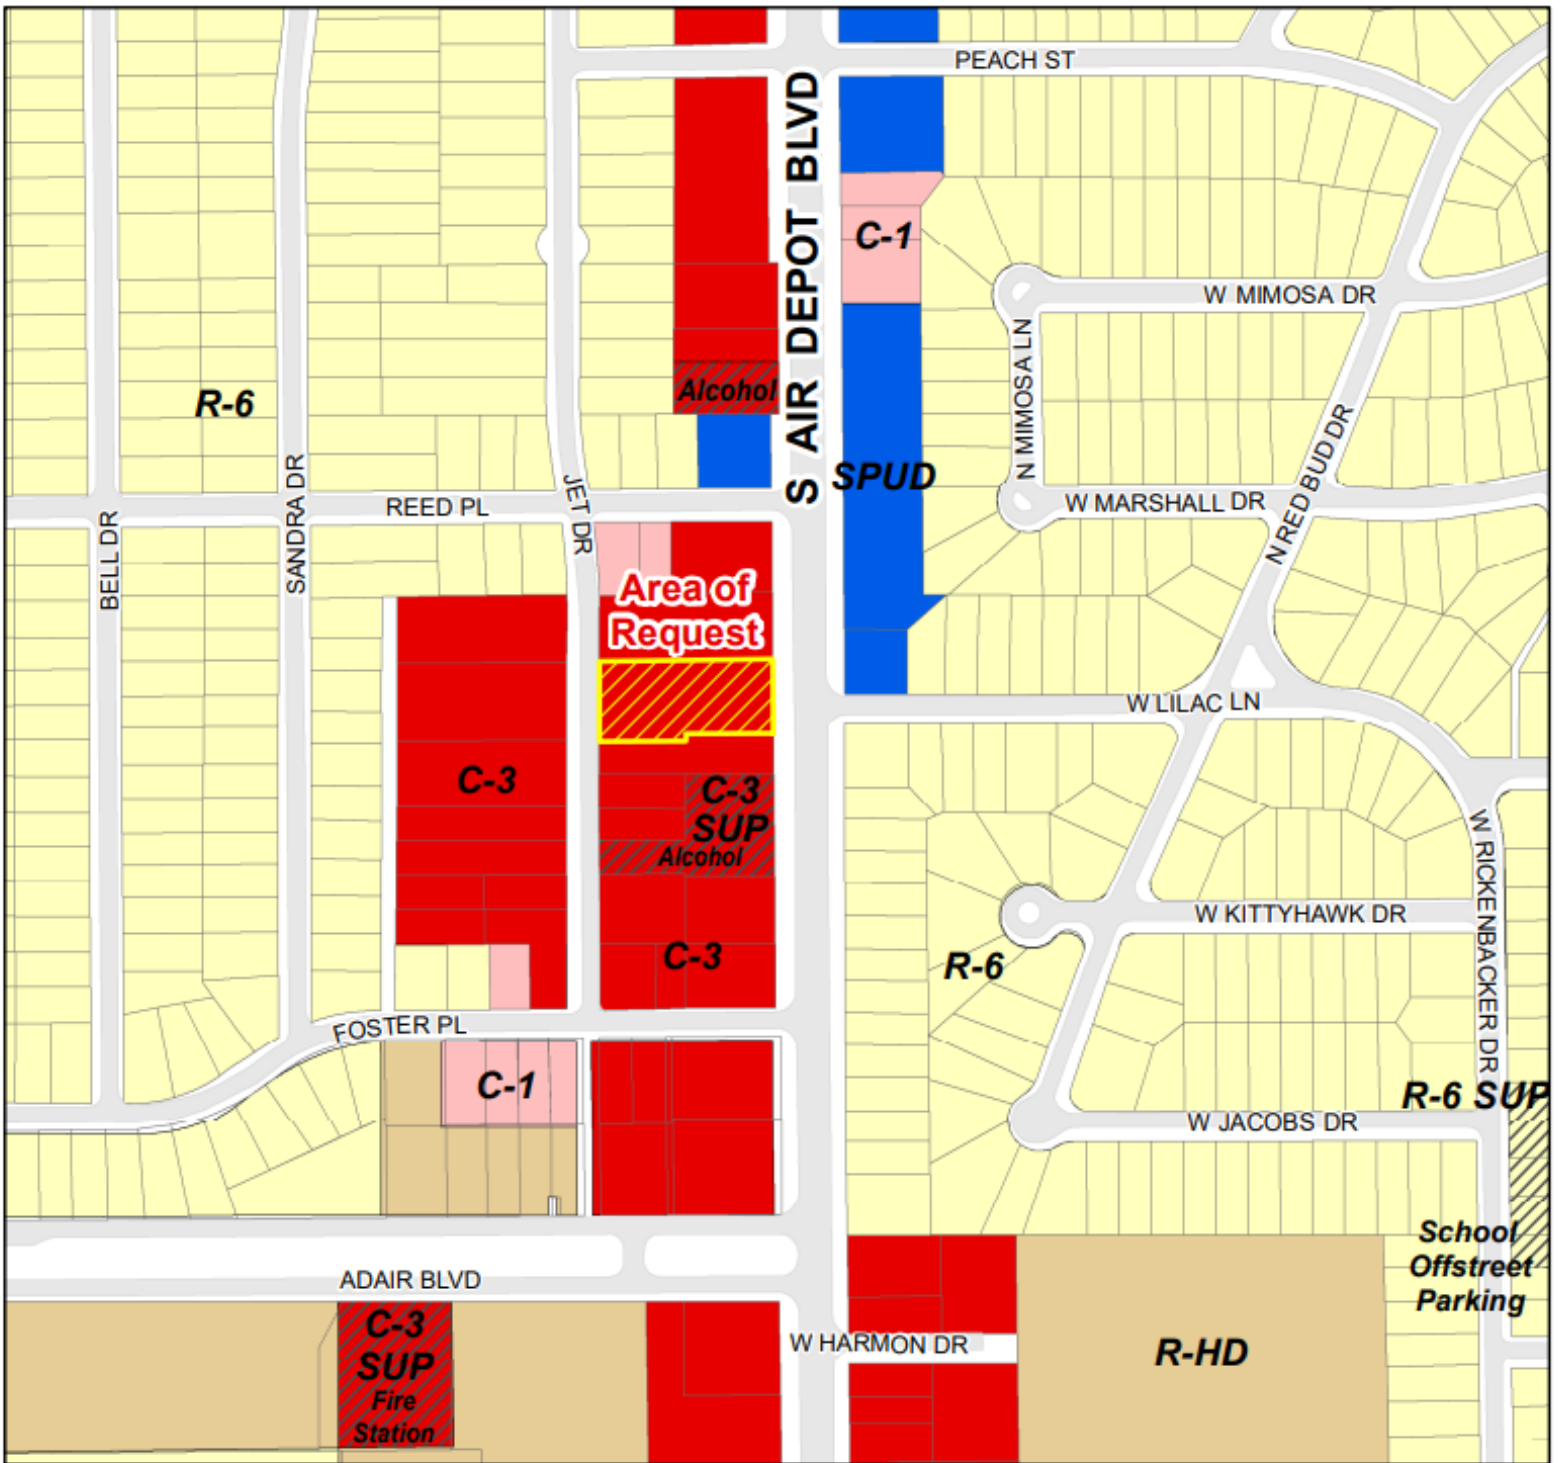 PEACH ST
S AIR DEPOT BLVD
C-1
W MIMOSA DR
N MIMOSA LN
Alcohol
R-6
SPUD
N RED BUD DR
W MARSHALL DR
REED PL
JET DR
SANDRA DR
BELL DR
Area of
Request
W LILAC LN
C-3
C-3
SUP
Alcohol
W RICKENBACKER DR
W KITTYHAWK DR
C-3
R-6
FOSTER PL
C-1
R-6 SUP
W JACOBS DR
School
Offstreet
Parking
ADAIR BLVD
C-3
SUP
Fire
Station
W HARMON DR
R-HD